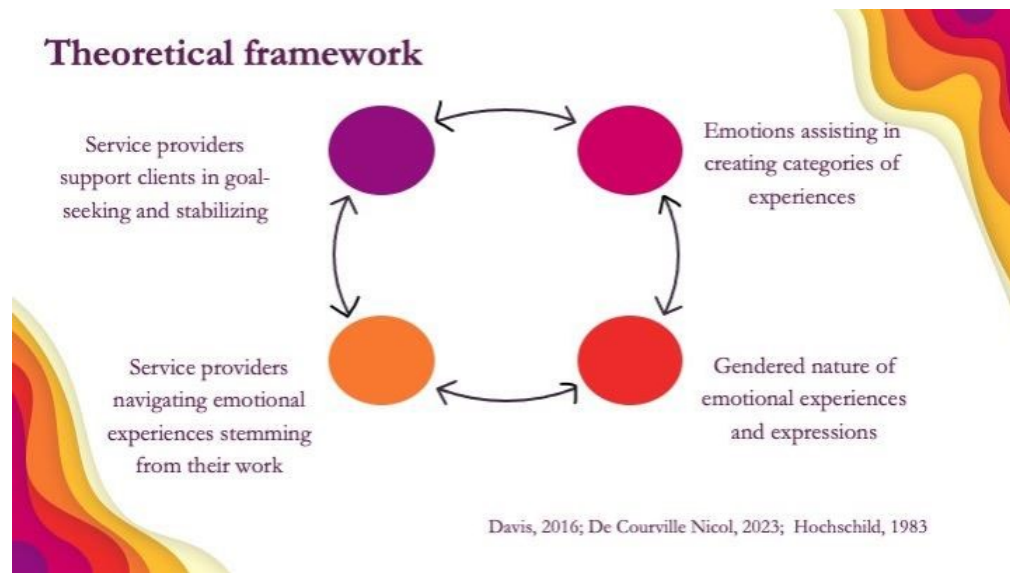 Theoretical framework
Service providers
support clients in goal-
seeking and stabilizing
Emotions assisting in
creating categories of
experiences
Service providers
navigating emotional
experiences stemming
from their work
Gendered nature of
emotional experiences
and expressions
Davis, 2016; De Courville Nicol, 2023; Hochschild, 1983